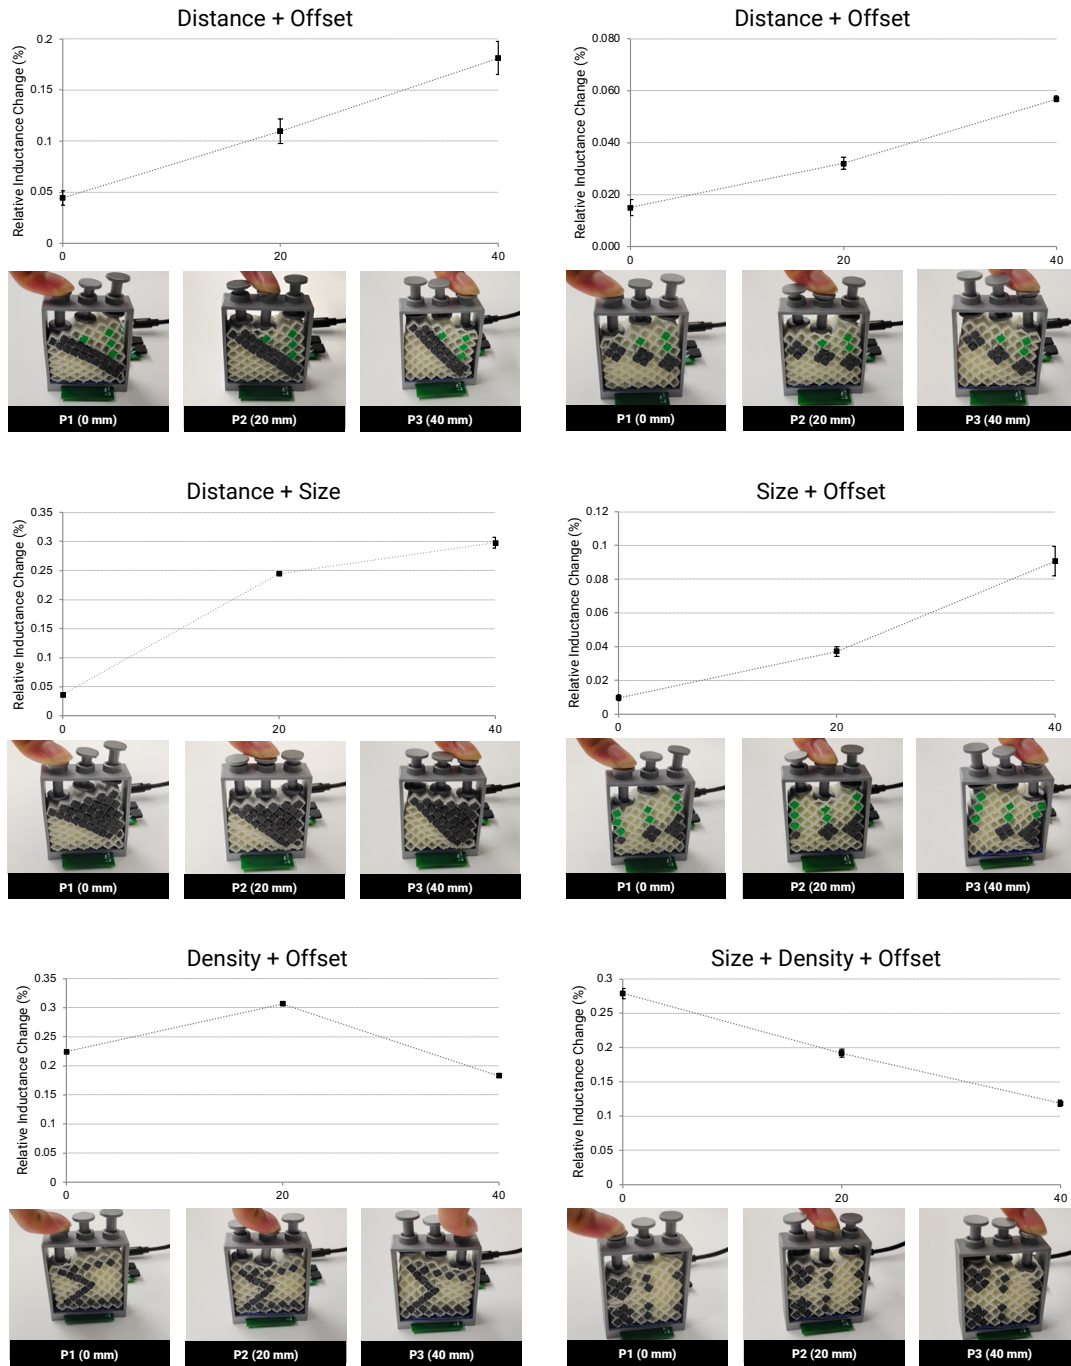 Distance + Offset
Relative Inductance Change (%)
0.2
0.15
0.1
0.05
0
0
20
40
P1 (0 mm)
P2 (20 mm)
P3 (40 mm)
Distance + Offset
Relative Inductance Change (%)
0.080
0.060
0.040
0.020
0.000
0
20
40
P1 (0 mm)
P2 (20 mm)
P3 (40 mm)
Distance + Size
Relative Inductance Change (%)
0.35
0.3
0.25
0.2
0.15
0.1
0.05
0
0
20
40
P1 (0 mm)
P2 (20 mm)
P3 (40 mm)
Size + Offset
Relative Inductance Change (%)
0.12
0.1
0.08
0.06
0.04
0.02
0
0
20
40
P1 (0 mm)
P2 (20 mm)
P3 (40 mm)
Density + Offset
Relative Inductance Change (%)
0.35
0.3
0.25
0.2
0.15
0.1
0.05
0
0
20
40
P1 (0 mm)
P2 (20 mm)
P3 (40 mm)
Size + Density + Offset
Relative Inductance Change (%)
0.3
0.25
0.2
0.15
0.1
0.05
0
0
20
40
P1 (0 mm)
P2 (20 mm)
P3 (40 mm)